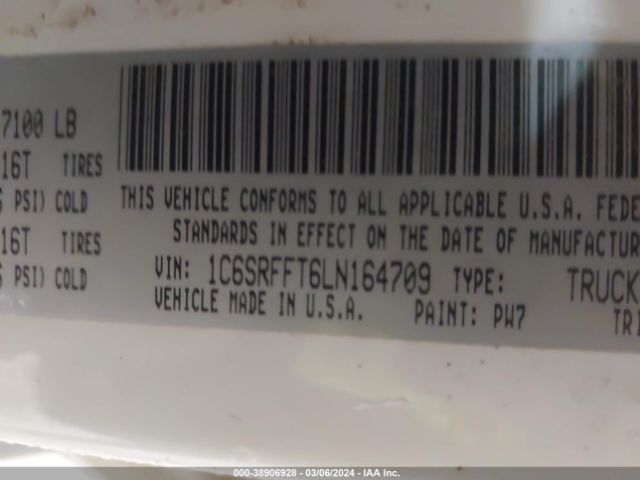 7100 LB
16T TIRES
PSI) COLD
16T TIRES
PSI) COLD
THIS VEHICLE CONFORMS TO ALL APPLICABLE U.S.A. FEDE
STANDARDS IN EFFECT ON THE DATE OF MANUFACTUR
VIN: 1C6SRFFT6LN164709 TYPE: TRUCK
VEHICLE MADE IN U.S.A. PAINT: PW7
TRI
000-38906928 - 03/06/2024 - IAA Inc.